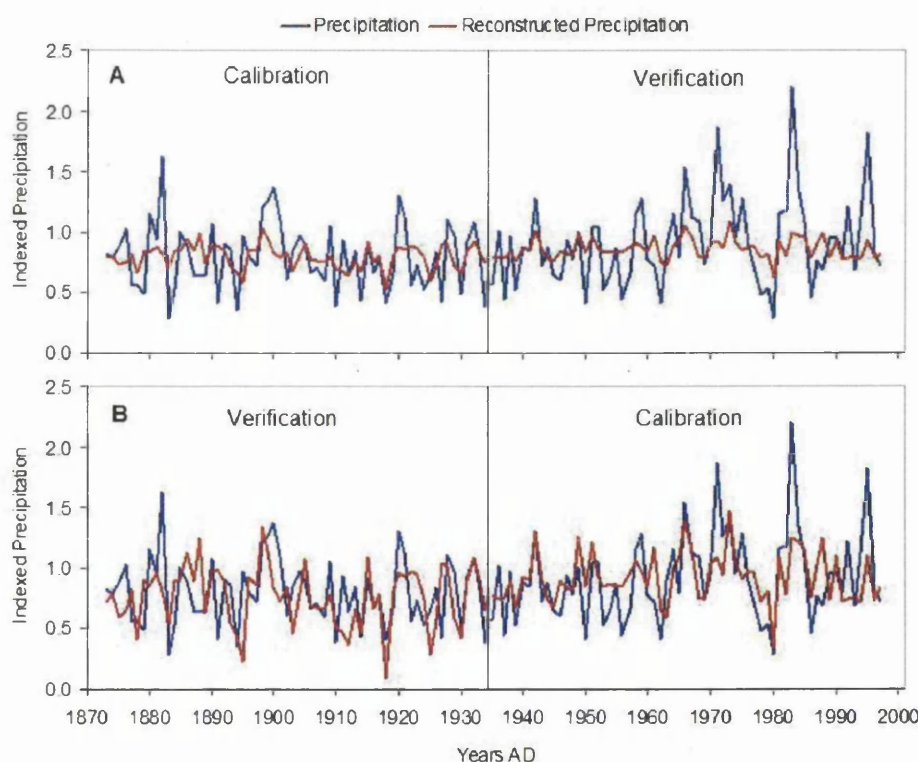 Precipitation Reconstructed Precipitation
A Calibration Verification
Indexed Precipitation
2.5
2.0
1.5
1.0
0.5
0.0
B Verification Calibration
Indexed Precipitation
2.5
2.0
1.5
1.0
0.5
0.0
1870 1880 1890 1900 1910 1920 1930 1940 1950 1960 1970 1980 1990 2000
Years AD